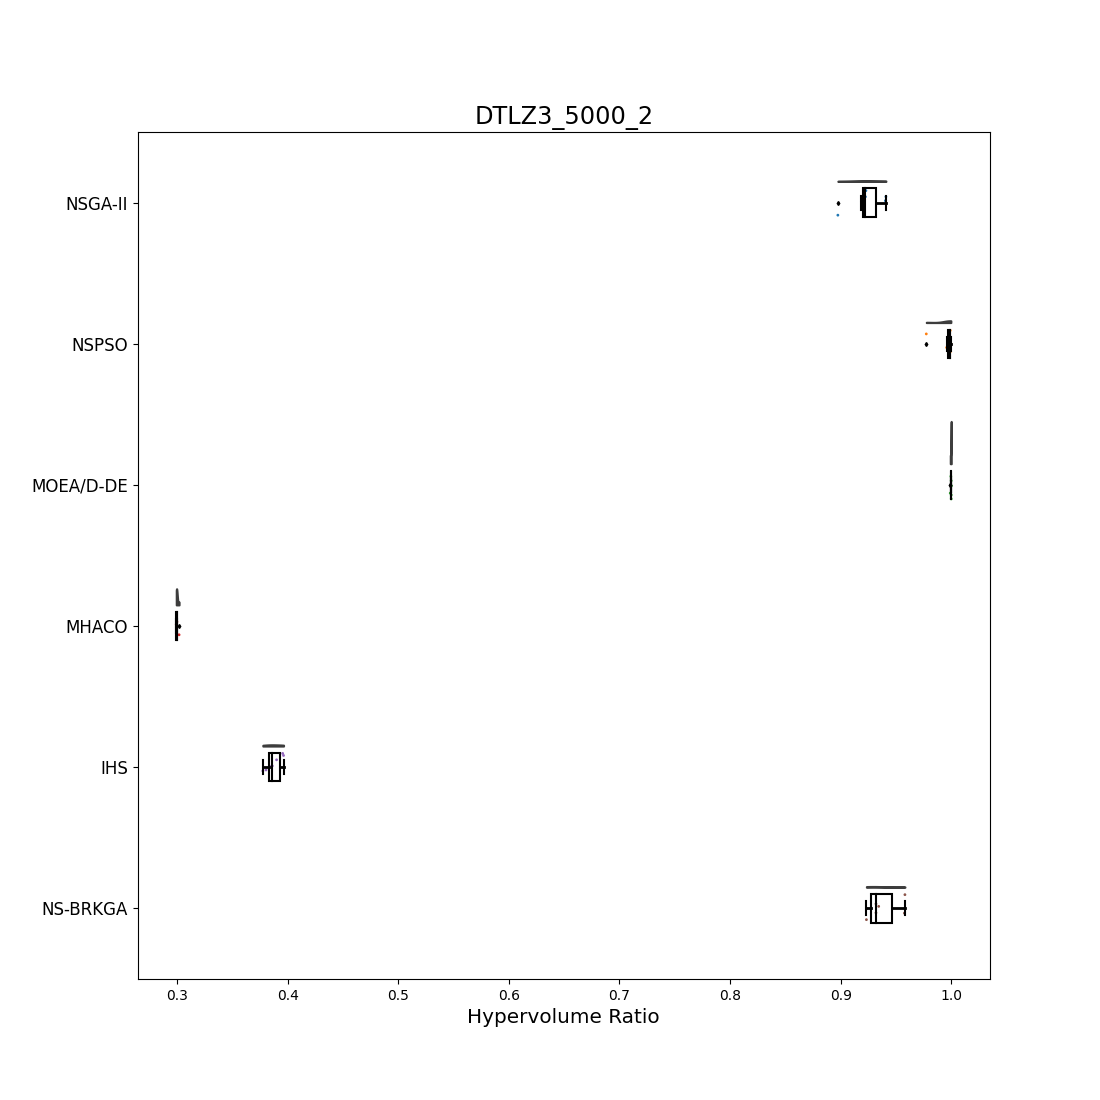 DTLZ3_5000_2
NSGA-II
NSPSO
MOEA/D-DE
MHACO
IHS
NS-BRKGA
0.3 0.4 0.5 0.6 0.7 0.8 0.9 1.0
Hypervolume Ratio